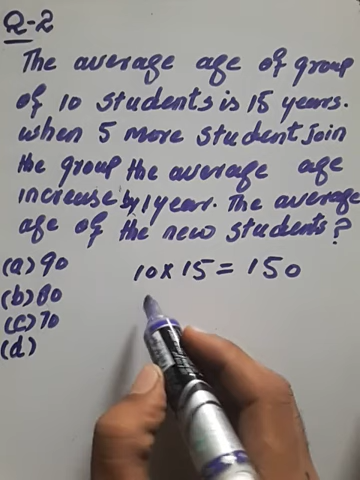 Q-2
The average age of group
of 10 students is 15 years.
when 5 more student join
the group the average age
increase by 1 year. The average
age of the new students?
(a) 90
(b) 80
(c) 70
(d)
10 x 15 = 150